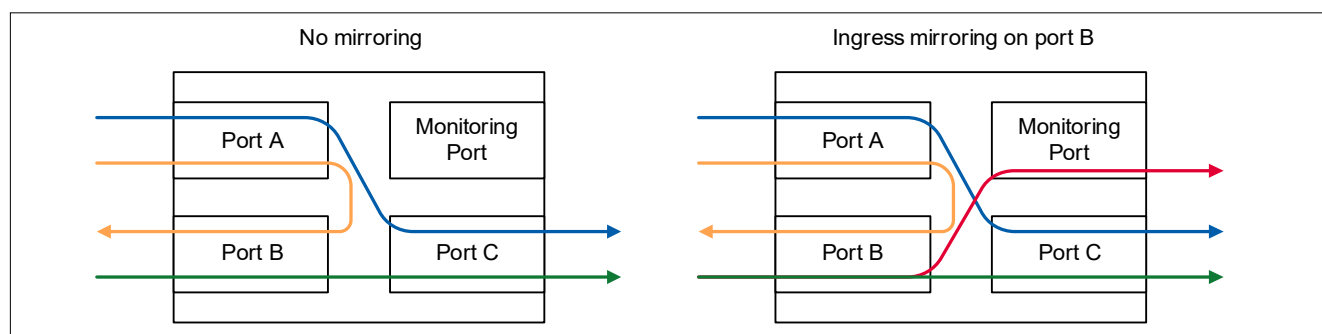 No mirroring
Port A
Monitoring
Port
Port B
Port C
Ingress mirroring on port B
Port A
Monitoring
Port
Port B
Port C